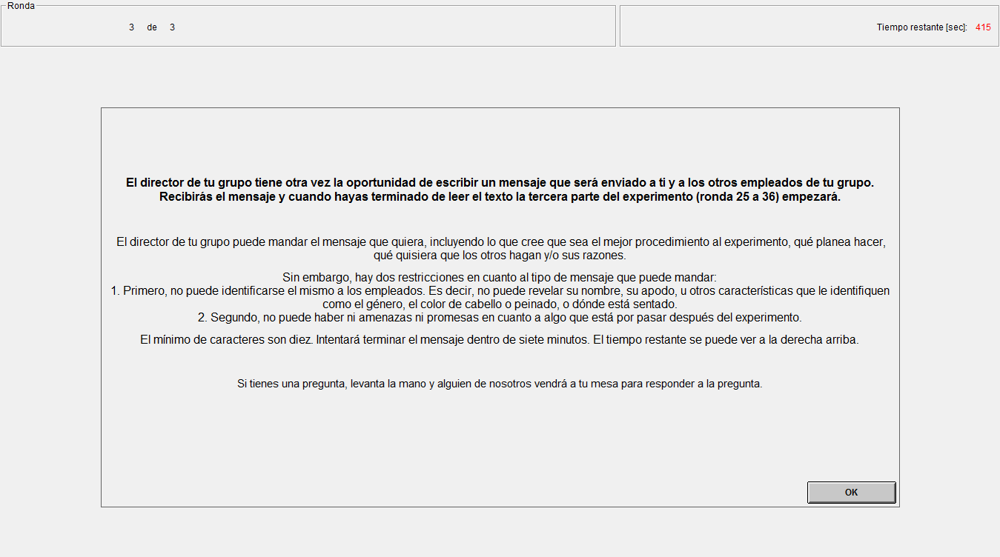 Ronda
3 de 3
Tiempo restante [sec]: 415
El director de tu grupo tiene otra vez la oportunidad de escribir un mensaje que será enviado a ti y a los otros empleados de tu grupo.
Recibirás el mensaje y cuando hayas terminado de leer el texto la tercera parte del experimento (ronda 25 a 36) empezará.
El director de tu grupo puede mandar el mensaje que quiera, incluyendo lo que cree que sea el mejor procedimiento al experimento, qué planea hacer,
qué quisiera que los otros hagan y/o sus razones.
Sin embargo, hay dos restricciones en cuanto al tipo de mensaje que puede mandar:
1. Primero, no puede identificarse el mismo a los empleados. Es decir, no puede revelar su nombre, su apodo, u otros características que le identifiquen
como el género, el color de cabello o peinado, o dónde está sentado.
2. Segundo, no puede haber ni amenazas ni promesas en cuanto a algo que está por pasar después del experimento.
El mínimo de caracteres son diez. Intentará terminar el mensaje dentro de siete minutos. El tiempo restante se puede ver a la derecha arriba.
Si tienes una pregunta, levanta la mano y alguien de nosotros vendrá a tu mesa para responder a la pregunta.
OK